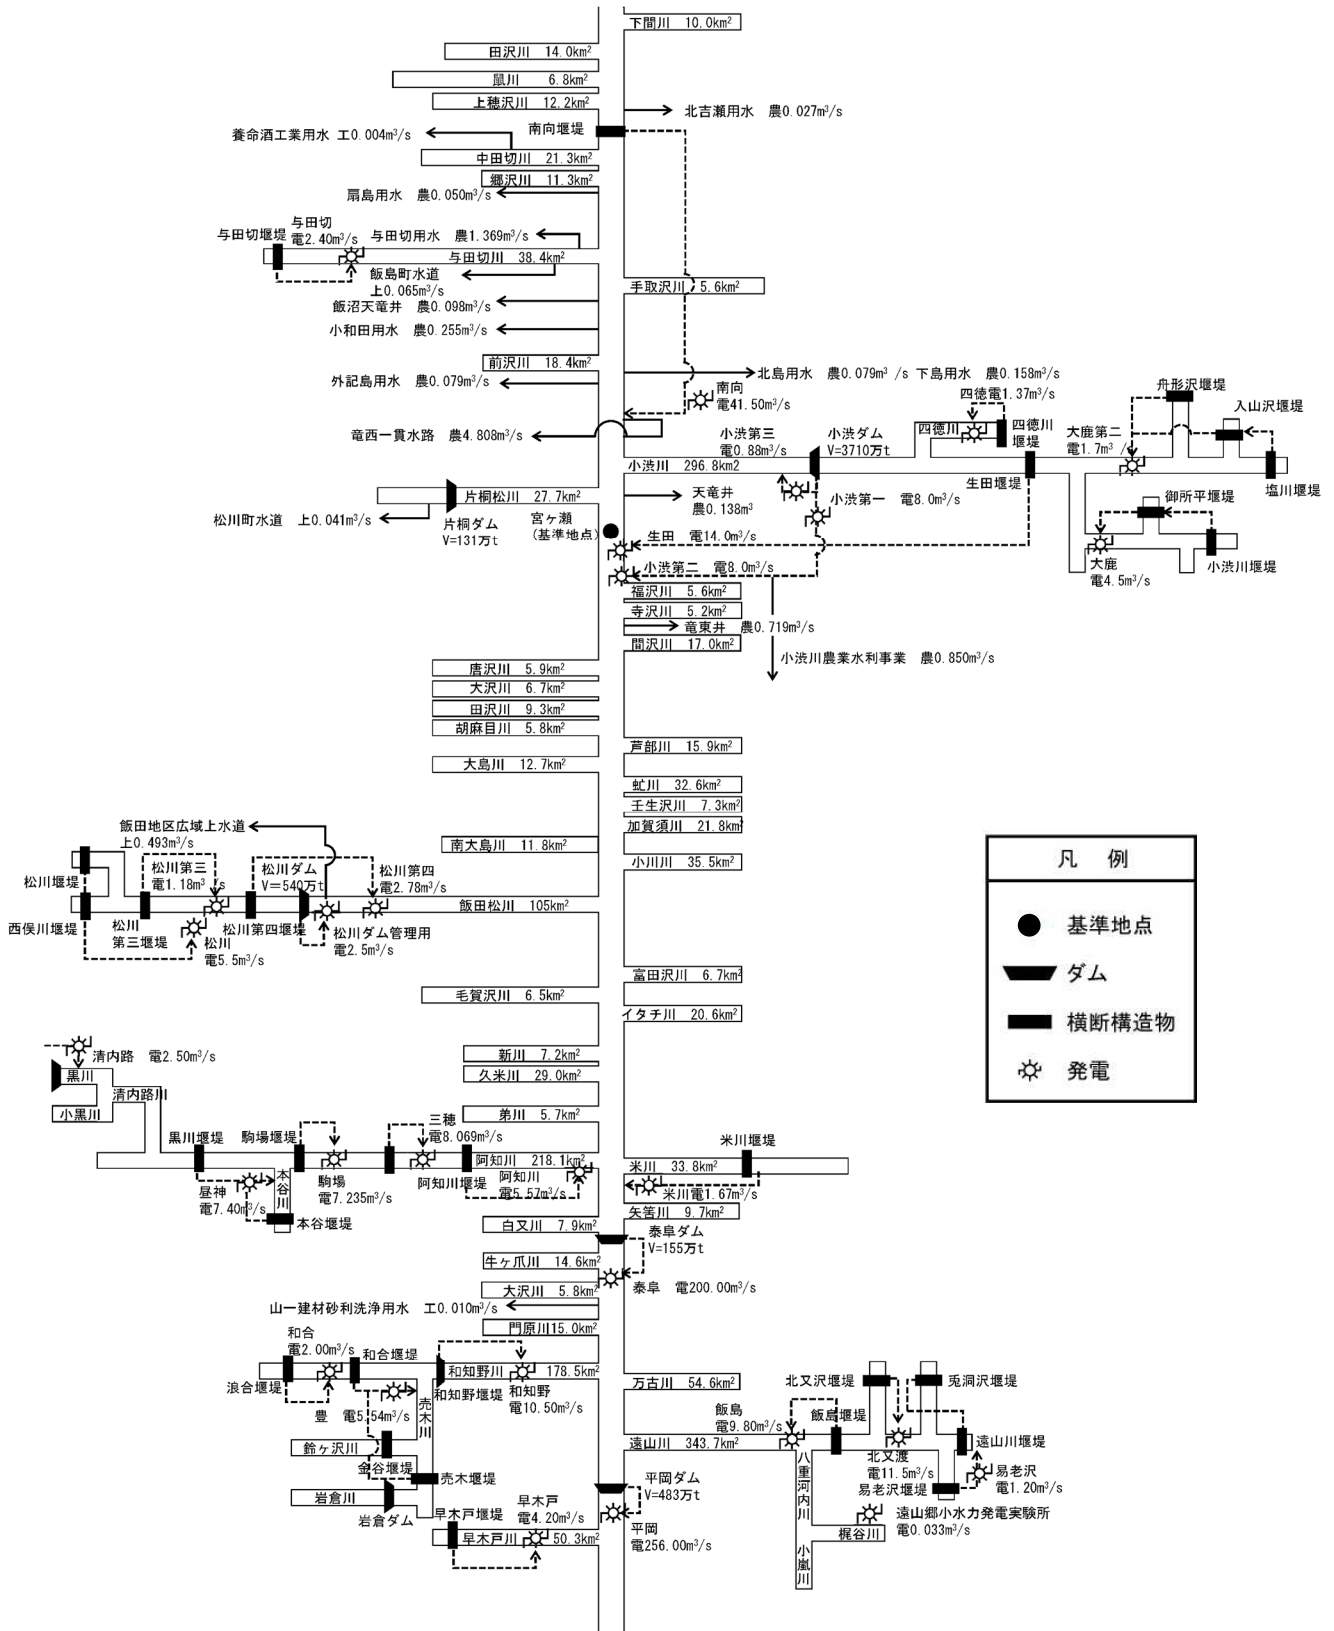 下間川 10.0km²
田沢川 14.0km²
鼠川 6.8km²
上穂沢川 12.2km²
北吉瀬用水 農0.027m³/s
養命酒工業用水 工0.004m³/s
南向堰堤
中田切川 21.3km²
郷沢川 11.3km²
扇島用水 農0.050m³/s
与田切堰堤
与田切
電2.40m³/s
与田切用水 農1.369m³/s
与田切川 38.4km²
飯島町水道
上0.065m³/s
手取沢川 5.6km²
飯沼天竜井 農0.098m³/s
小和田用水 農0.255m³/s
前沢川 18.4km²
外記島用水 農0.079m³/s
北島用水 農0.079m³/s 下島用水 農0.158m³/s
南向
電41.50m³/s
竜西一貫水路 農4.808m³/s
小渋第三
電0.88m³/s
小渋ダム
V=3710万t
四徳電1.37m³/s
四徳川
四徳川
堰堤
舟形沢堰堤
入山沢堰堤
大鹿第二
電1.7m³/s
小渋川 296.8km2
生田堰堤
塩川堰堤
片桐松川 27.7km²
天竜井
農0.138m³
小渋第一 電8.0m³/s
御所平堰堤
松川町水道 上0.041m³/s
片桐ダム
V=131万t
宮ヶ瀬
(基準地点)
生田 電14.0m³/s
大鹿
電4.5m³/s
小渋川堰堤
小渋第二 電8.0m³/s
福沢川 5.6km²
寺沢川 5.2km²
竜東井 農0.719m³/s
間沢川 17.0km²
小渋川農業水利事業 農0.850m³/s
唐沢川 5.9km²
大沢川 6.7km²
田沢川 9.3km²
胡麻目川 5.8km²
芦部川 15.9km²
大島川 12.7km²
虻川 32.6km²
壬生沢川 7.3km²
加賀須川 21.8km²
飯田地区広域上水道
上0.493m³/s
南大島川 11.8km²
小川川 35.5km²
松川堰堤
松川第三
電1.18m³/s
松川ダム
V=540万t
松川第四
電2.78m³/s
飯田松川 105km²
西俣川堰堤
松川
第三堰堤
松川
電5.5m³/s
松川第四堰堤
松川ダム管理用
電2.5m³/s
富田沢川 6.7km²
毛賀沢川 6.5km²
イタチ川 20.6km²
清内路 電2.50m³/s
黒川
清内路川
小黒川
新川 7.2km²
久米川 29.0km²
弟川 5.7km²
黒川堰堤
駒場堰堤
三穂
電8.069m³/s
米川堰堤
阿知川 218.1km²
米川 33.8km²
昼神
電7.40m³/s
本谷川
駒場
電7.235m³/s
阿知川堰堤
阿知川
電5.57m³/s
米川電1.67m³/s
本谷堰堤
矢筈川 9.7km²
白又川 7.9km²
泰阜ダム
V=155万t
牛ヶ爪川 14.6km²
泰阜 電200.00m³/s
大沢川 5.8km²
山一建材砂利洗浄用水 工0.010m³/s
門原川15.0km²
和合
電2.00m³/s
和合堰堤
和知野川 178.5km²
浪合堰堤
和知野堰堤
和知野
電10.50m³/s
豊 電5.54m³/s
売木川
鈴ヶ沢川
金谷堰堤
売木堰堤
岩倉川
岩倉ダム
万古川 54.6km²
北又沢堰堤
兎洞沢堰堤
飯島
電9.80m³/s
飯島堰堤
遠山川 343.7km²
遠山川堰堤
北又渡
電11.5m³/s
易老沢堰堤
易老沢
電1.20m³/s
八重河内川
平岡ダム
V=483万t
早木戸堰堤
早木戸
電4.20m³/s
早木戸川 50.3km²
平岡
電256.00m³/s
遠山郷小水力発電実験所
電0.033m³/s
梶谷川
小嵐川
凡 例
基準地点
ダム
横断構造物
発電